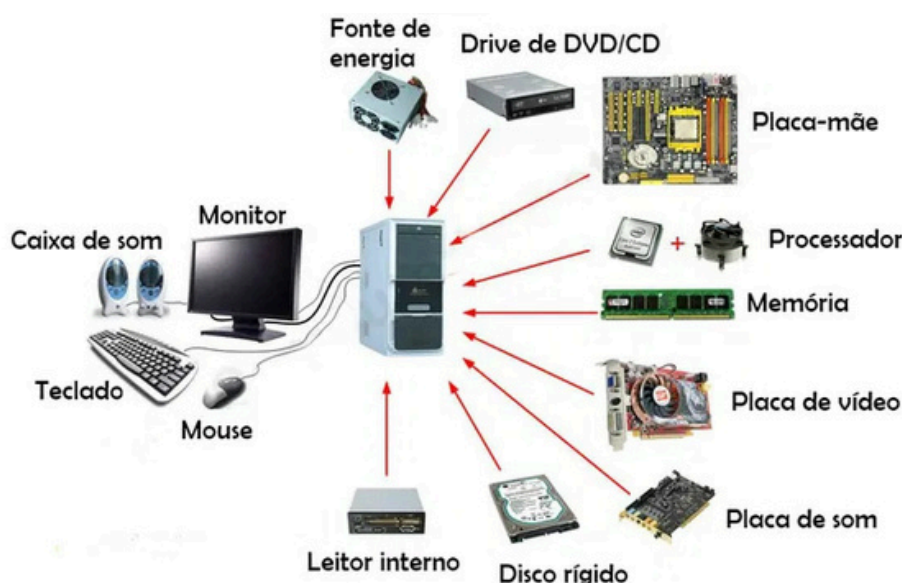 Fonte de
energia
Drive de DVD/CD
Placa-mãe
Monitor
Caixa de som
Processador
+
Memória
Teclado
Mouse
Placa de vídeo
Placa de som
Leitor interno
Disco rígido